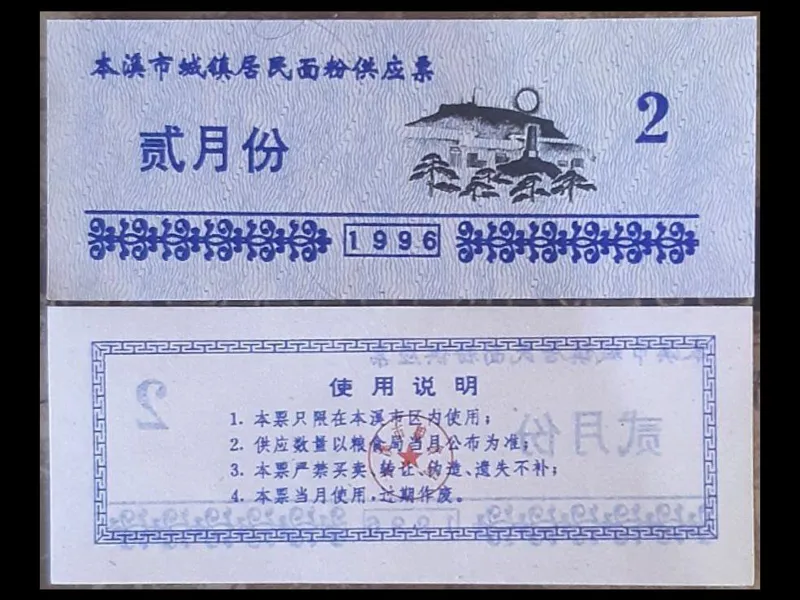 本溪市城镇居民面粉供应票
贰月份
2
1996
使用说明
1. 本票只限在本溪市区内使用;
2. 供应数量以粮食局当月公布为准;
3. 本票严禁买卖、转让、伪造、遗失不补;
4. 本票当月使用,过期作废。